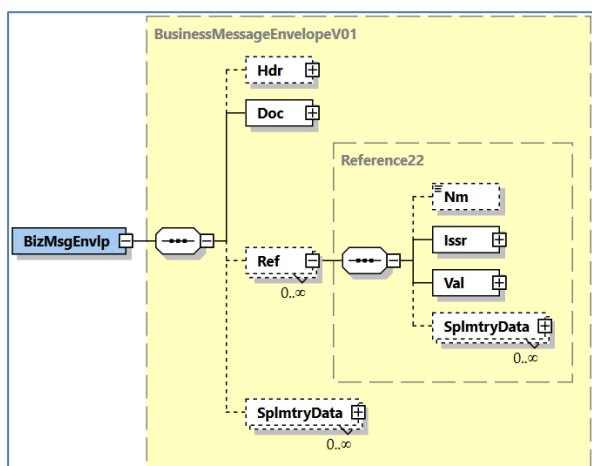 BusinessMessageEnvelopeV01
Hdr
Doc
Reference22
Nm
Issr
BizMsgEnvlp
Ref
Val
0..∞
SplmtryData
0..∞
SplmtryData
0..∞